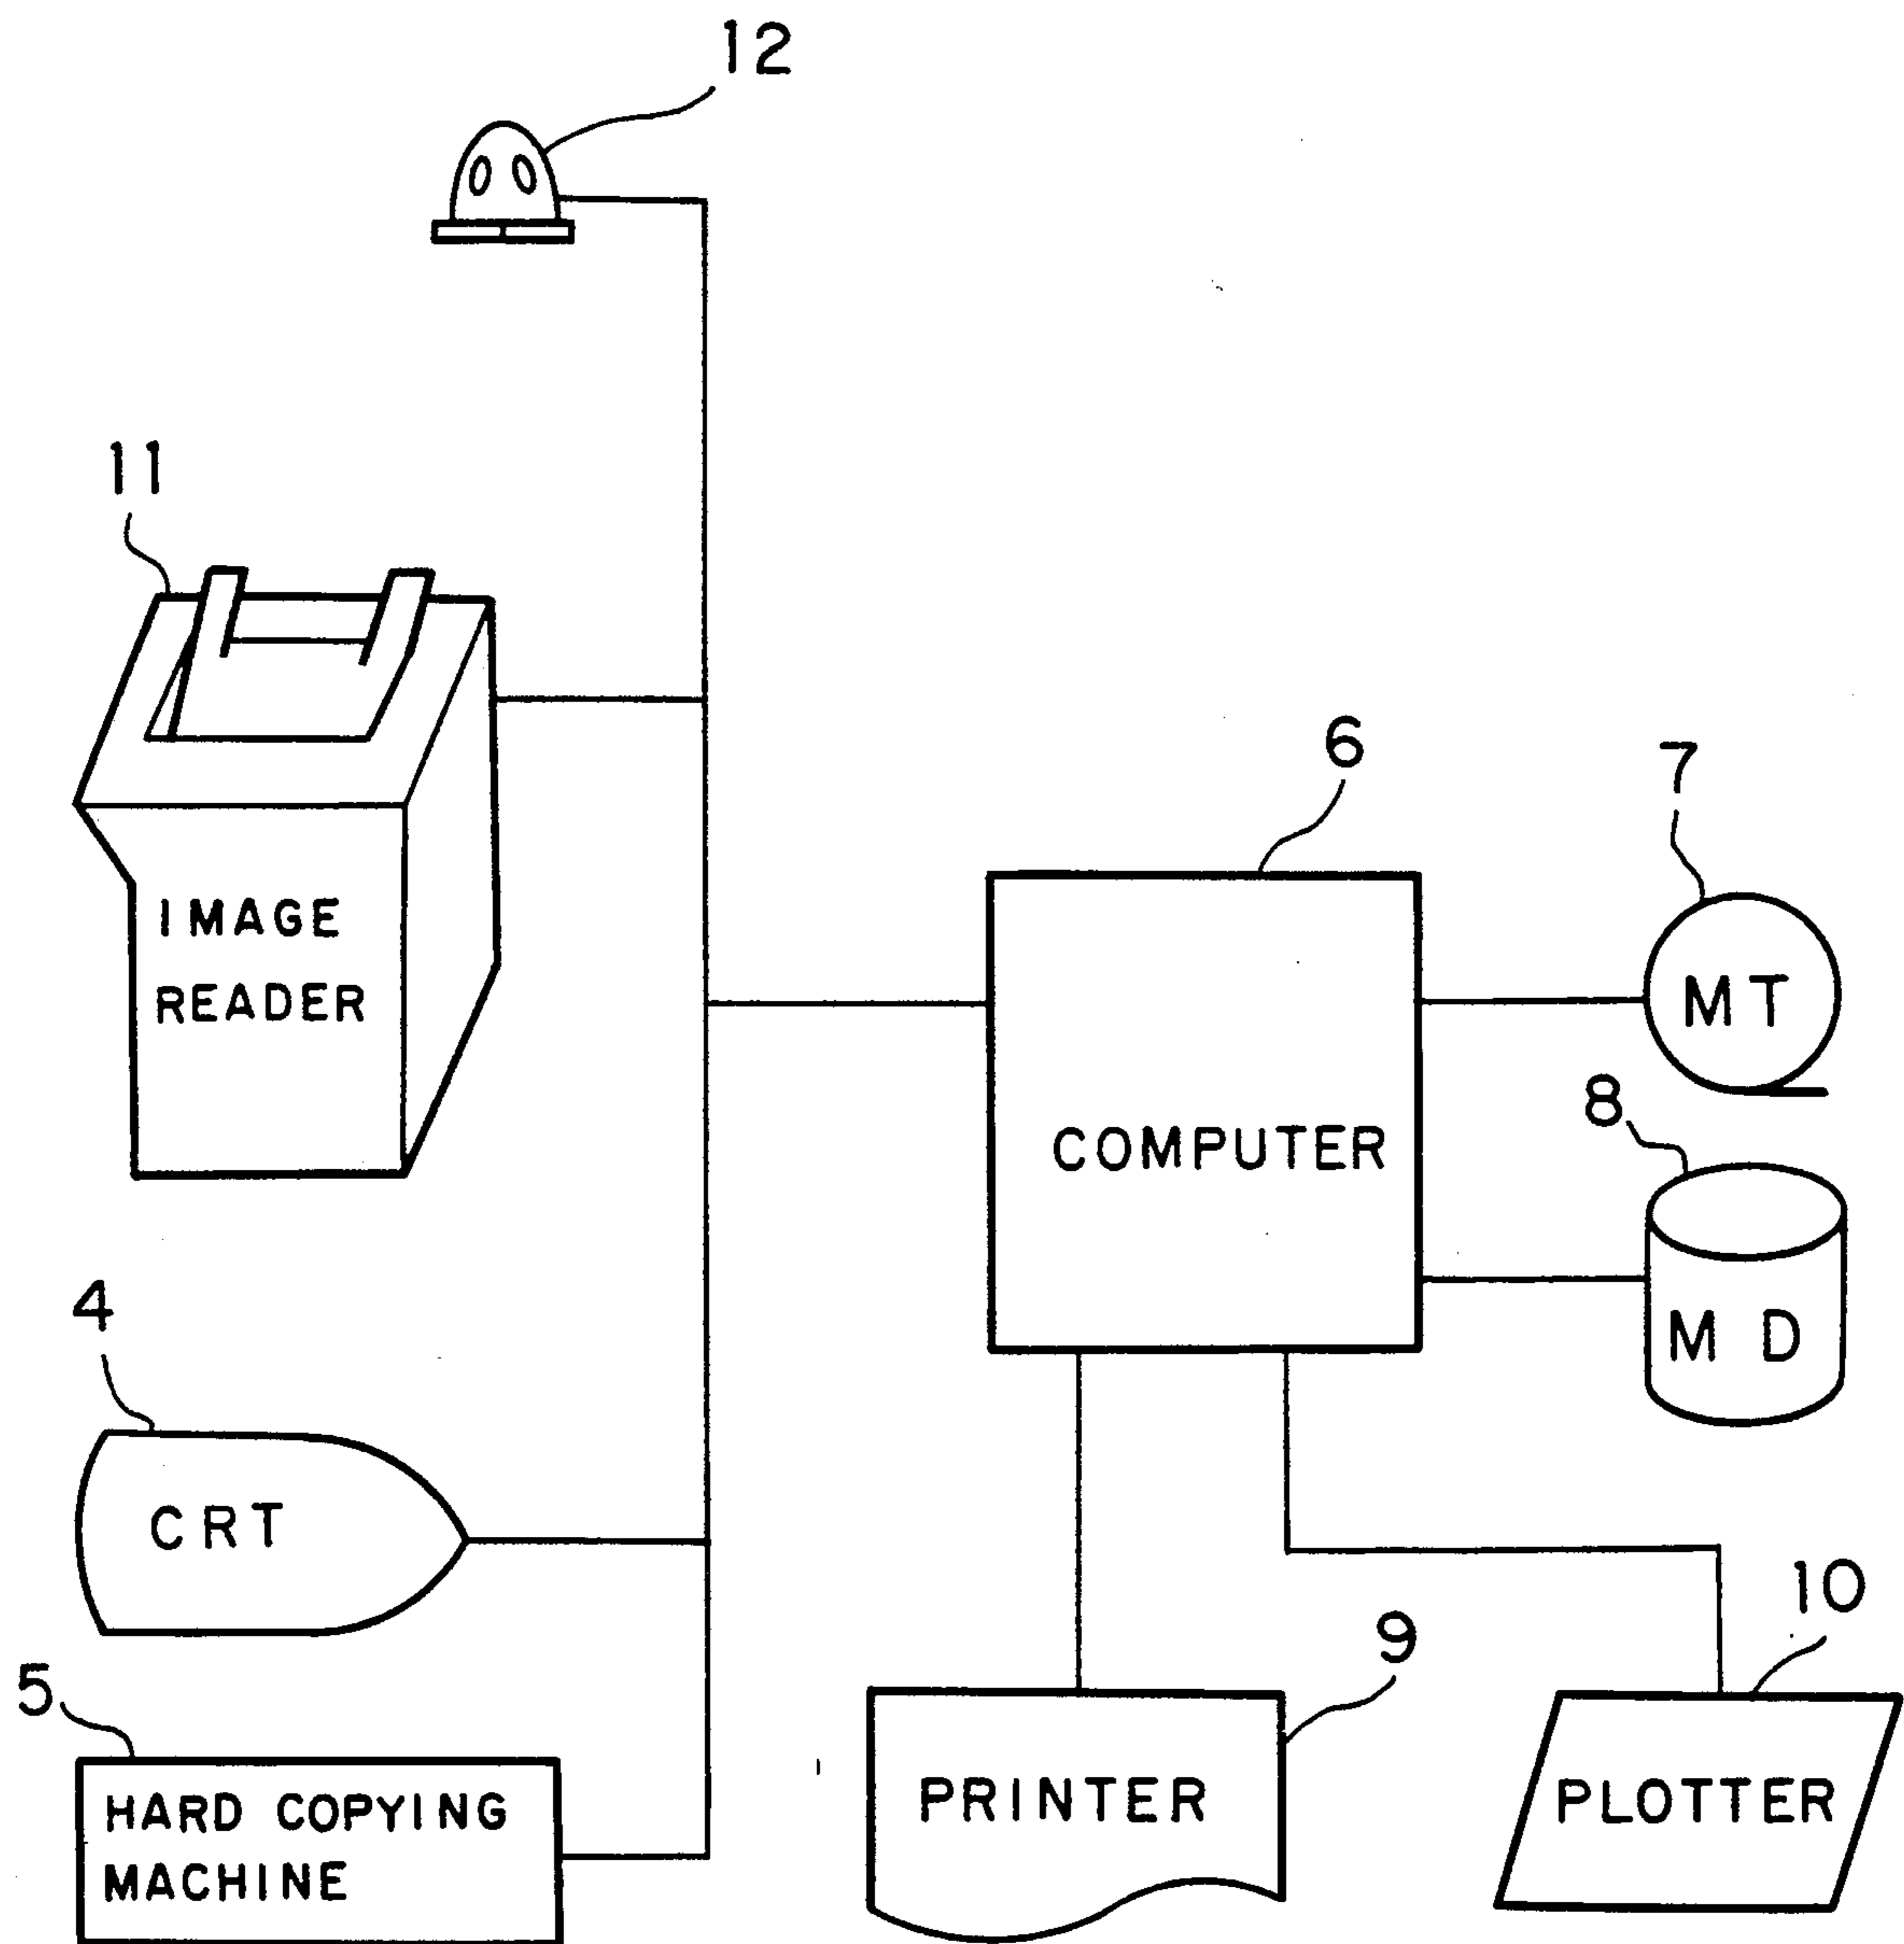 12
11
IMAGE
READER
6
7
COMPUTER
MT
8
MD
4
CRT
5
HARD COPYING
MACHINE
9
PRINTER
10
PLOTTER